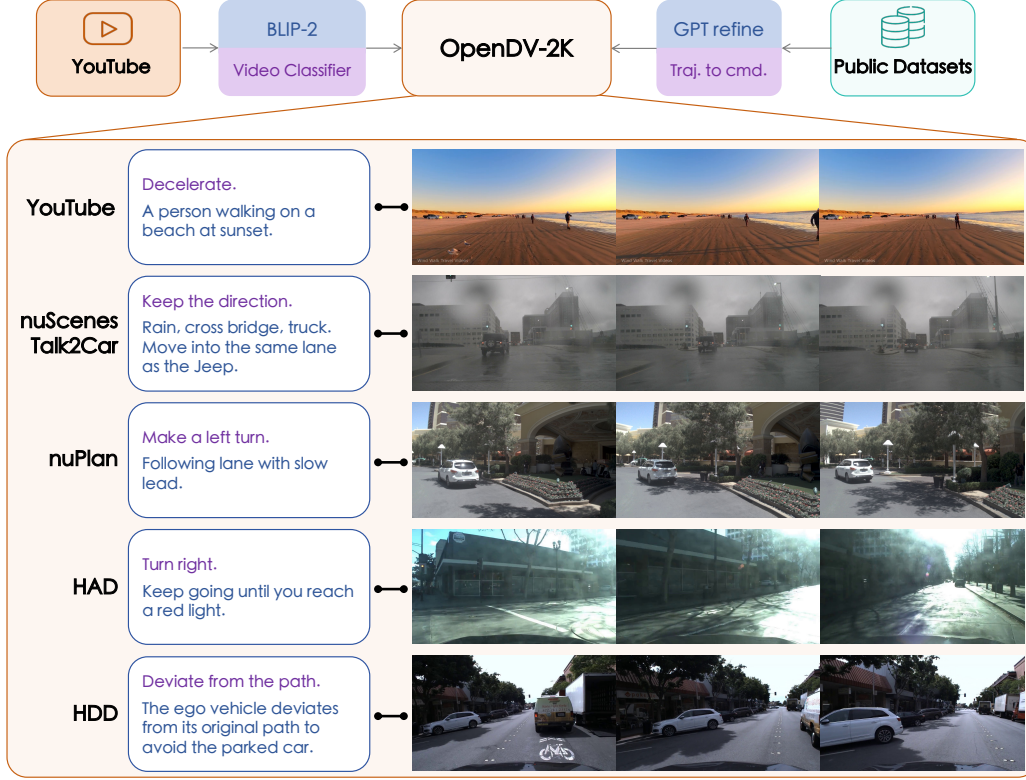 YouTube
BLIP-2
Video Classifier
OpenDV-2K
GPT refine
Traj. to cmd.
Public Datasets
YouTube
Decelerate.
A person walking on a
beach at sunset.
nuScenes
Talk2Car
Keep the direction.
Rain, cross bridge, truck.
Move into the same lane
as the Jeep.
nuPlan
Make a left turn.
Following lane with slow
lead.
HAD
Turn right.
Keep going until you reach
a red light.
HDD
Deviate from the path.
The ego vehicle deviates
from its original path to
avoid the parked car.